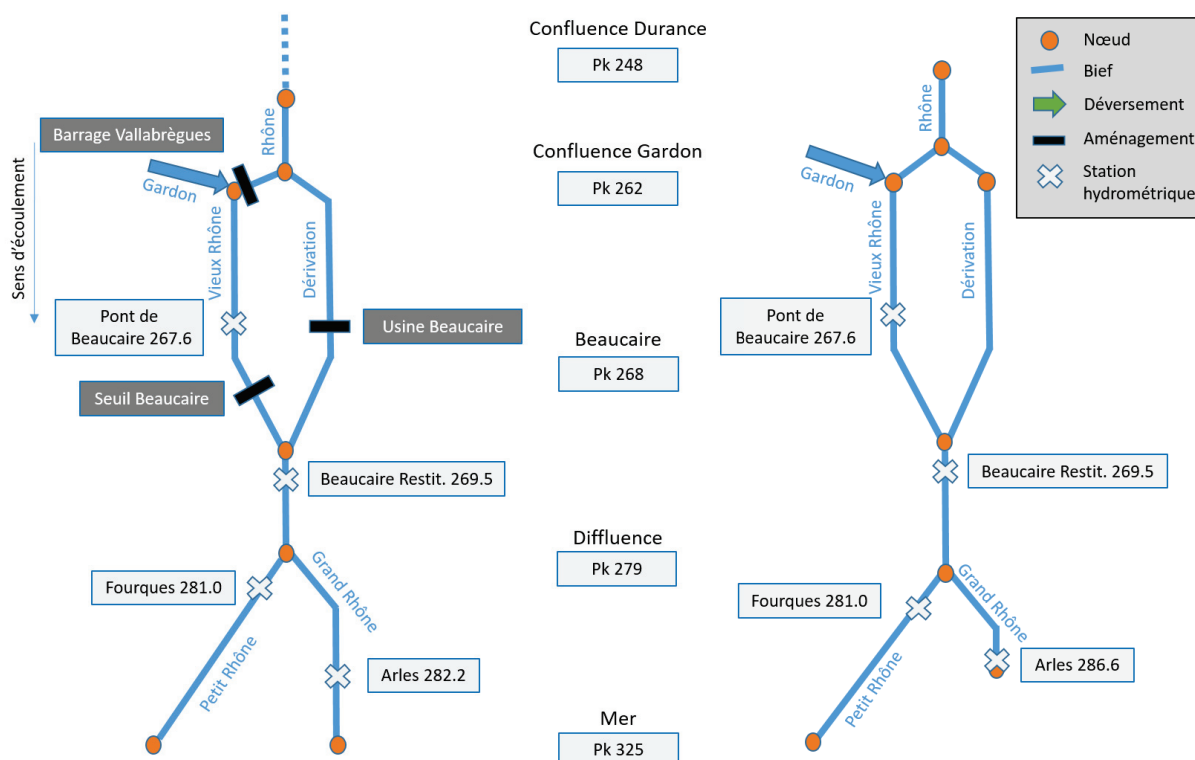 Confluence Durance
Pk 248
Nœud
Bief
Déversement
Aménagement
Station
hydrométrique
Barrage Vallabrègues
Rhône
Gardon
Sens d'écoulement
Vieux Rhône
Dérivation
Pont de
Beaucaire 267.6
Usine Beaucaire
Seuil Beaucaire
Beaucaire Restit. 269.5
Fourques 281.0
Grand Rhône
Petit Rhône
Arles 282.2
Confluence Gardon
Pk 262
Beaucaire
Pk 268
Diffluence
Pk 279
Mer
Pk 325
Rhône
Gardon
Vieux Rhône
Dérivation
Pont de
Beaucaire 267.6
Beaucaire Restit. 269.5
Fourques 281.0
Grand Rhône
Petit Rhône
Arles 286.6